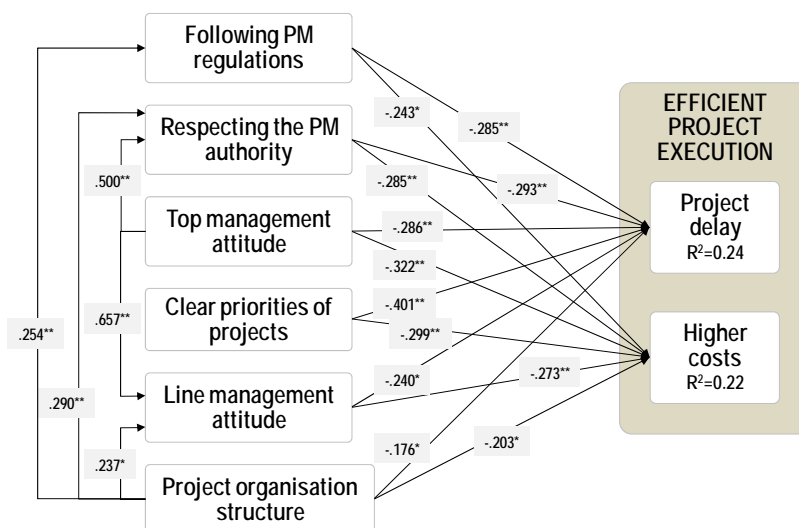 Following PM
regulations
Respecting the PM
authority
Top management
attitude
Clear priorities of
projects
Line management
attitude
Project organisation
structure
.500**
.657**
.254**
.290**
.237*
-.243*
-.285**
-.285**
-.293**
-.286**
-.322**
-.401**
-.299**
-.240*
-.273**
-.176*
-.203*
EFFICIENT
PROJECT
EXECUTION
Project
delay
R²=0.24
Higher
costs
R²=0.22